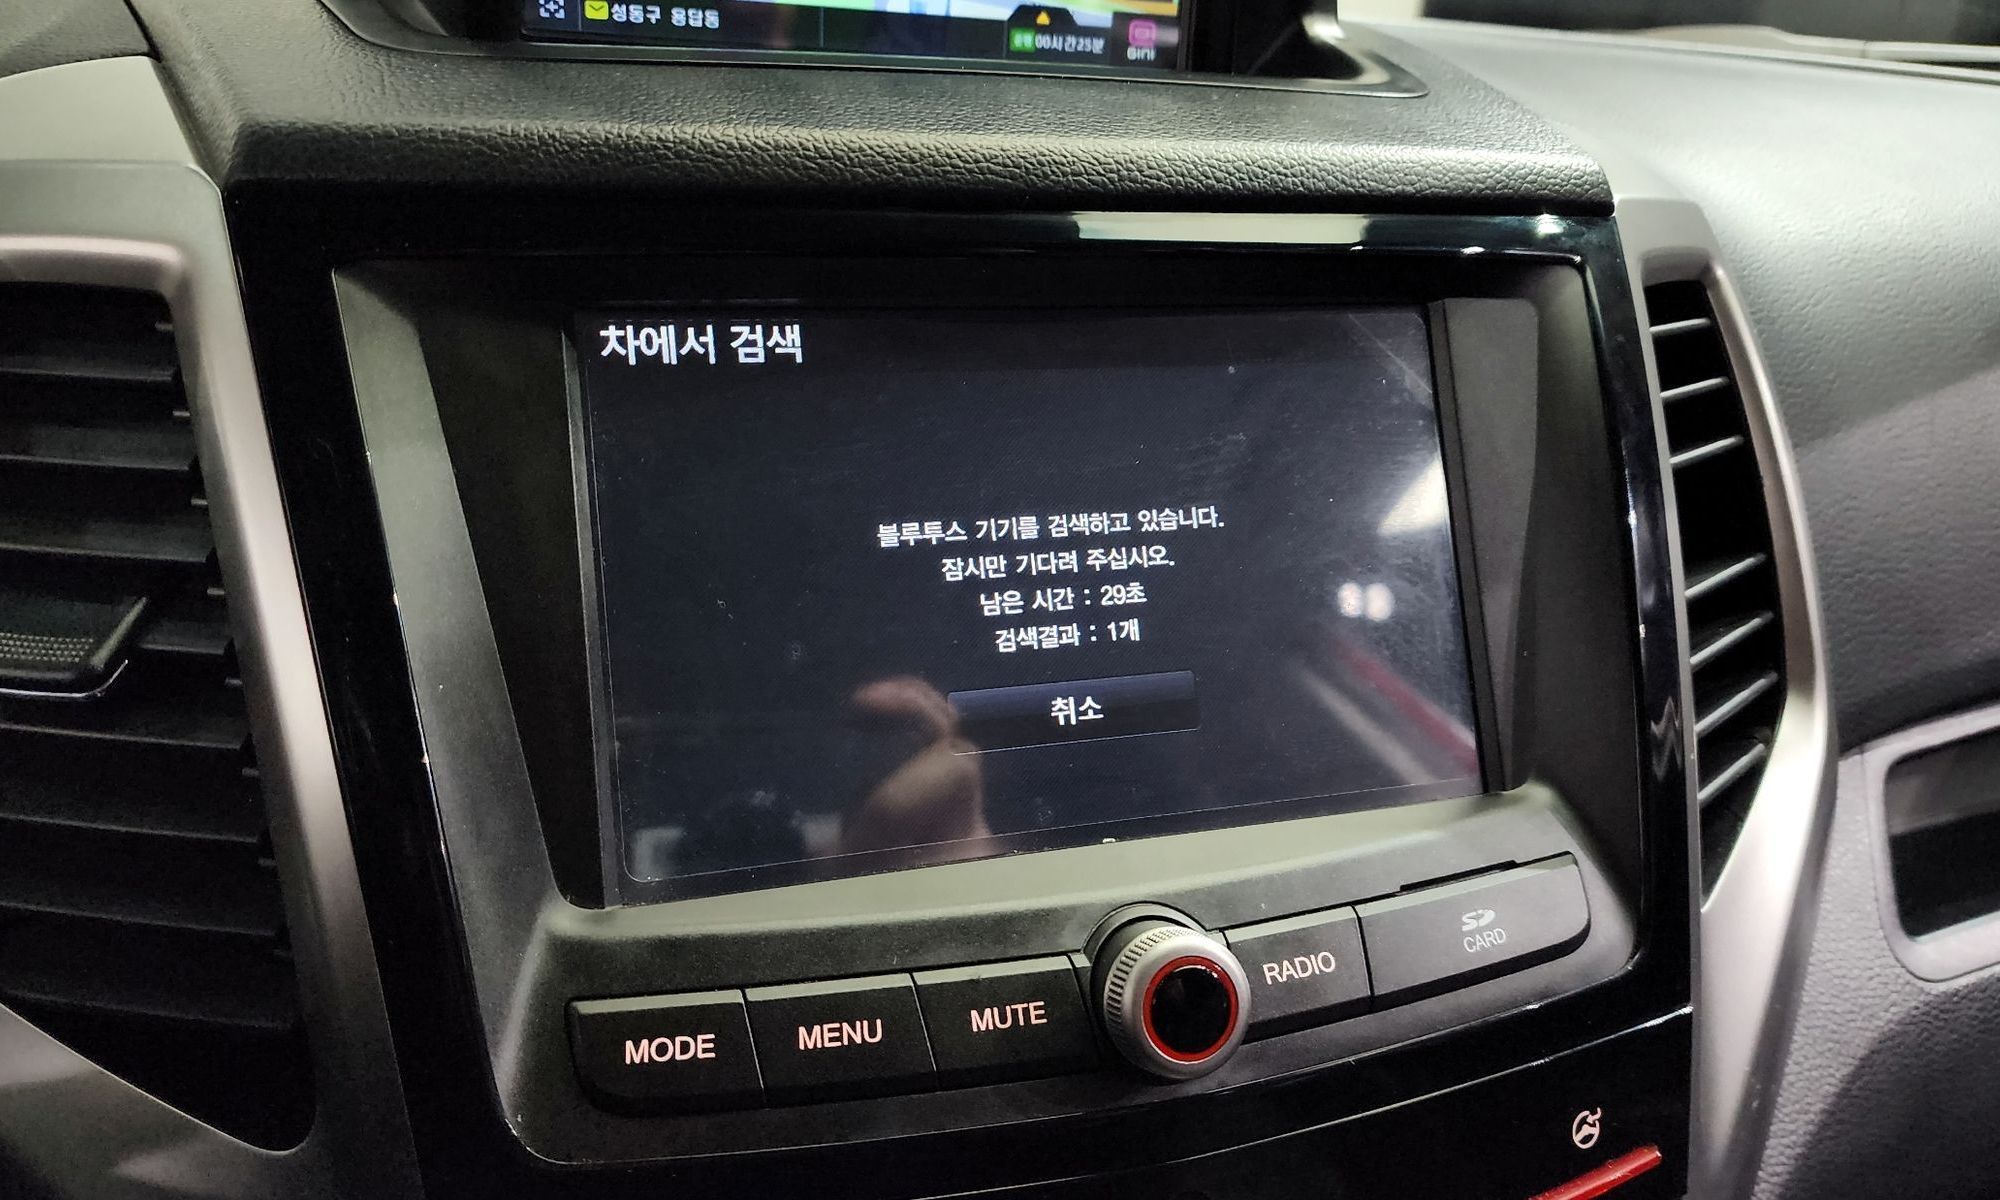 성동구 용답동
00시간25분
차에서 검색
블루투스 기기를 검색하고 있습니다.
잠시만 기다려 주십시오.
남은 시간 : 29초
검색결과 : 1개
취소
MODE
MENU
MUTE
RADIO
SD
CARD